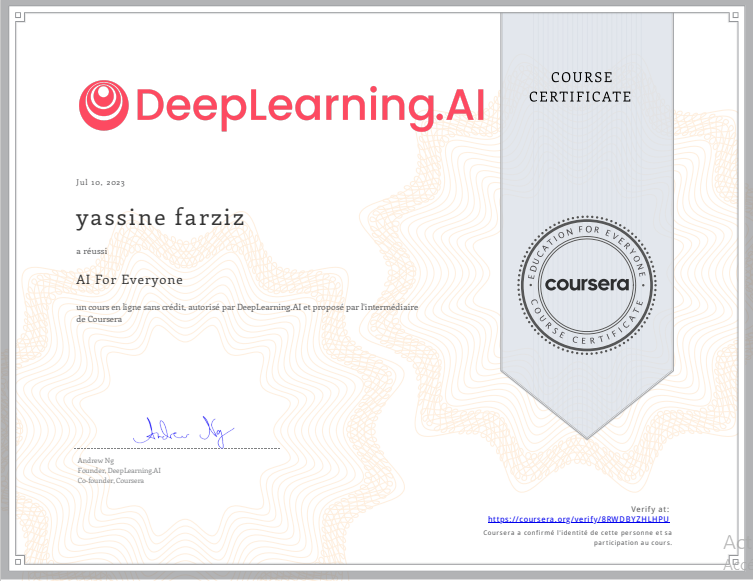 DeepLearning.AI
COURSE
CERTIFICATE
Jul 10, 2023
yassine farziz
a réussi
AI For Everyone
un cours en ligne sans crédit, autorisé par DeepLearning.AI et proposé par l'intermédiaire
de Coursera
EDUCATION FOR EVERYONE
coursera
COURSE CERTIFICATE
Andrew Ng
Andrew Ng
Founder, DeepLearning.AI
Co-founder, Coursera
Verify at:
https://coursera.org/verify/8RWDBYZHLHPU
Coursera a confirmé l'identité de cette personne et sa
participation au cours.
Act
Acc